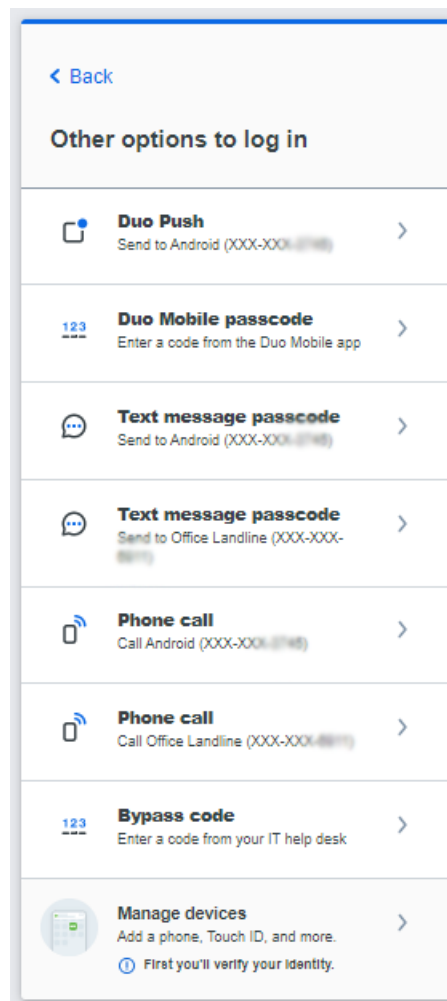 Back
Other options to log in
Duo Push
Send to Android (XXX-XX
123
Duo Mobile passcode
Enter a code from the Duo Mobile app
Text message passcode
Send to Android (XXX-XX
Text message passcode
Send to Office Landline (XXX-XXX-
Phone call
Call Android (XXX-XX
Phone call
Call Office Landline (XXX-XX
123
Bypass code
Enter a code from your IT help desk
Manage devices
Add a phone, Touch ID, and more.
First you'll verify your identity.